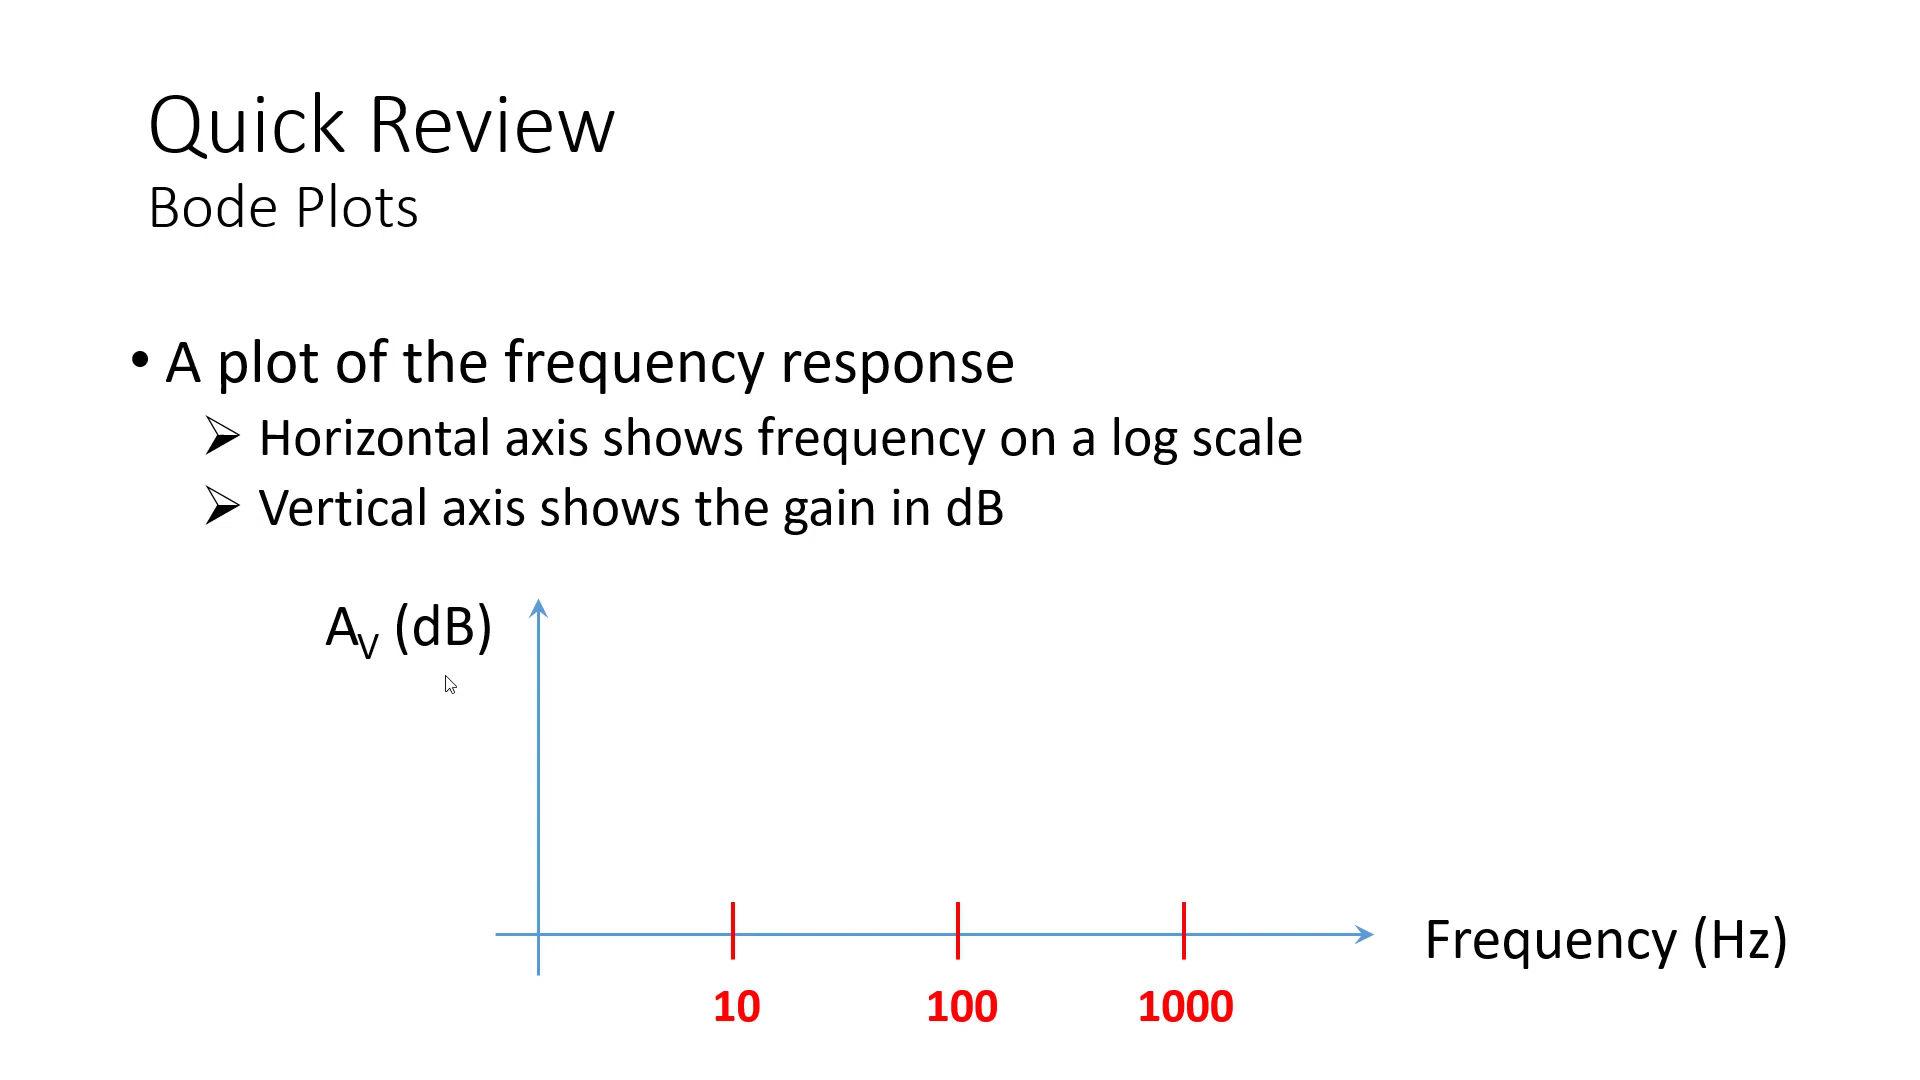 Quick Review
Bode Plots
• A plot of the frequency response
➢ Horizontal axis shows frequency on a log scale
➢ Vertical axis shows the gain in dB
AV (dB)
Frequency (Hz)
10 100 1000